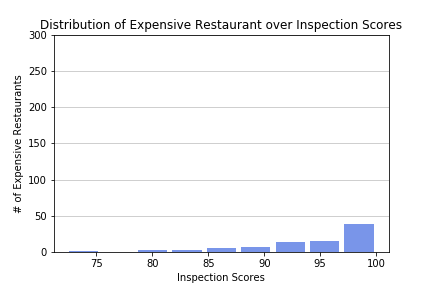 Distribution of Expensive Restaurant over Inspection Scores
300
250
200
150
100
50
0
# of Expensive Restaurants
75 80 85 90 95 100
Inspection Scores